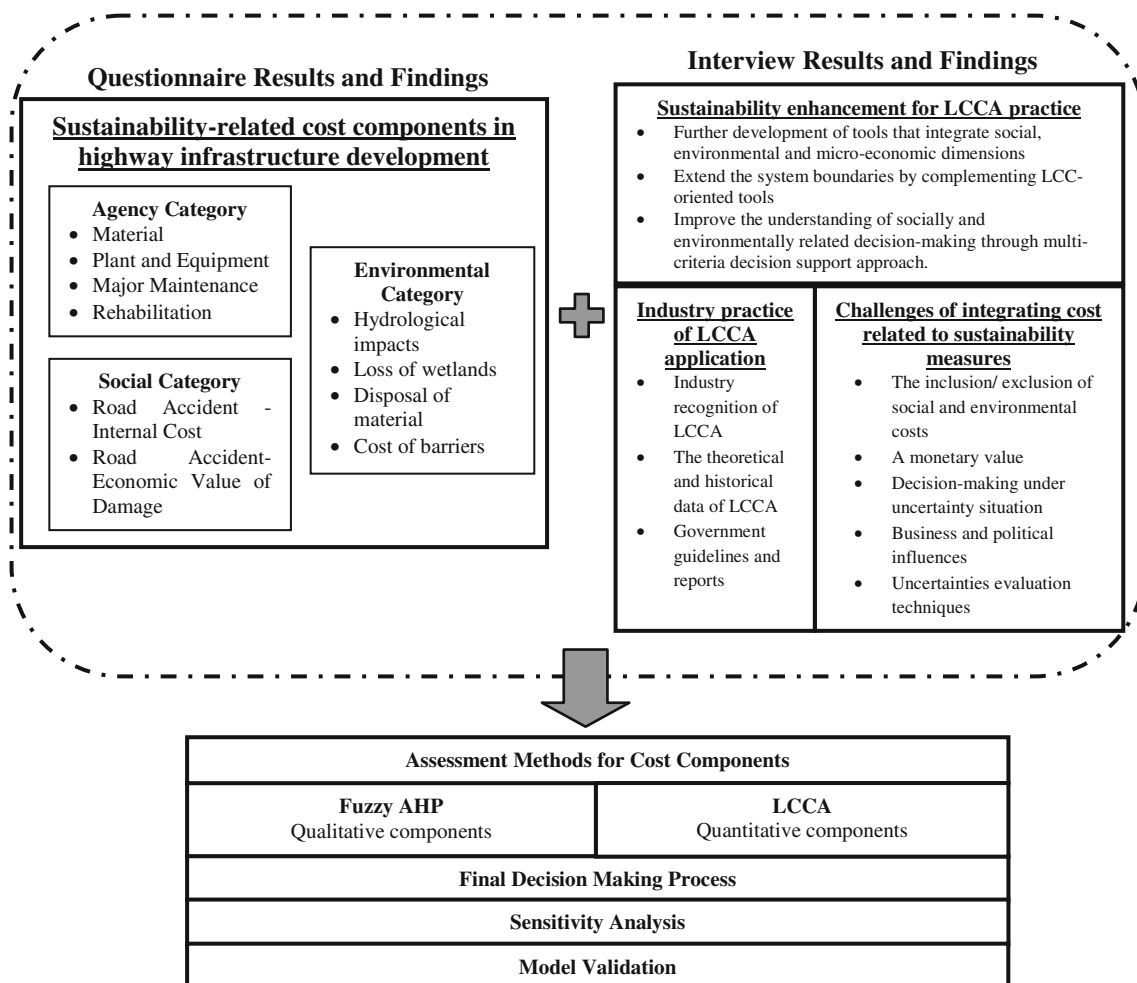 Questionnaire Results and Findings
Sustainability-related cost components in
highway infrastructure development
Agency Category
• Material
• Plant and Equipment
• Major Maintenance
• Rehabilitation
Social Category
• Road Accident -
Internal Cost
• Road Accident-
Economic Value of
Damage
Environmental
Category
• Hydrological
impacts
• Loss of wetlands
• Disposal of
material
• Cost of barriers
Interview Results and Findings
Sustainability enhancement for LCCA practice
• Further development of tools that integrate social,
environmental and micro-economic dimensions
• Extend the system boundaries by complementing LCC-
oriented tools
• Improve the understanding of socially and
environmentally related decision-making through multi-
criteria decision support approach.
Industry practice
of LCCA
application
• Industry
recognition of
LCCA
• The theoretical
and historical
data of LCCA
• Government
guidelines and
reports
Challenges of integrating cost
related to sustainability
measures
• The inclusion/ exclusion of
social and environmental
costs
• A monetary value
• Decision-making under
uncertainty situation
• Business and political
influences
• Uncertainties evaluation
techniques
Assessment Methods for Cost Components
Fuzzy AHP
Qualitative components
LCCA
Quantitative components
Final Decision Making Process
Sensitivity Analysis
Model Validation